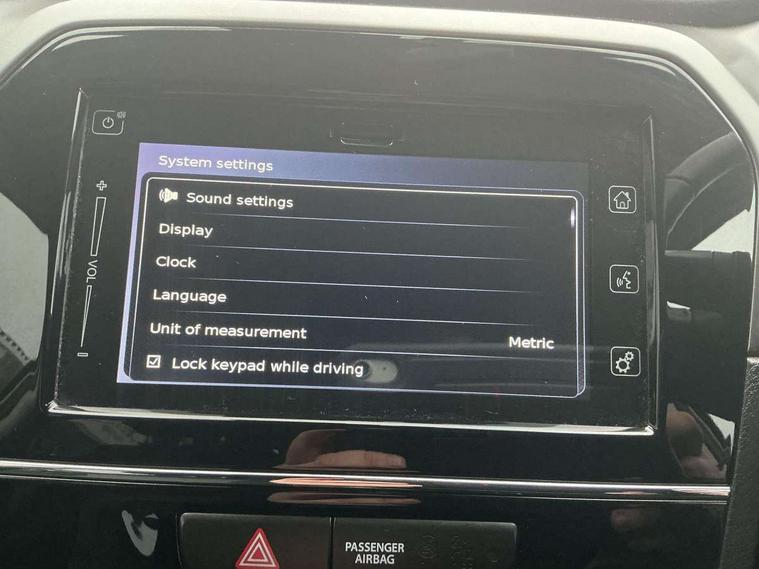 System settings
Sound settings
Display
Clock
Language
Unit of measurement Metric
Lock keypad while driving
+
VOL
−
PASSENGER
AIRBAG